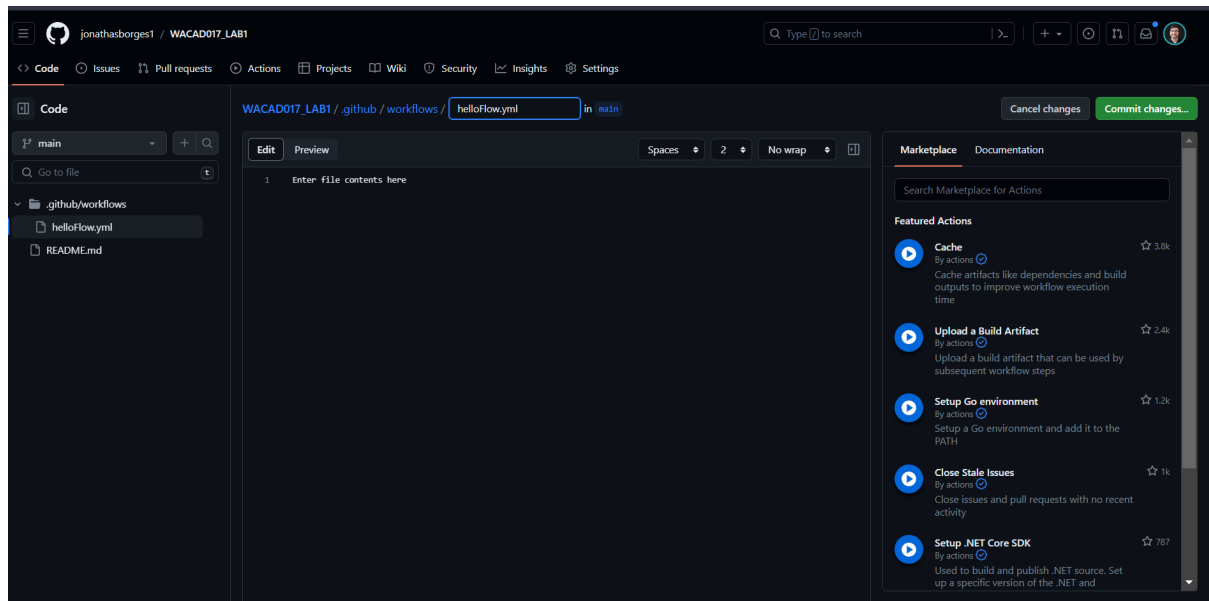 jonathasborges1 / WACAD017_LAB1
Type / to search
Code Issues Pull requests Actions Projects Wiki Security Insights Settings
Code
WACAD017_LAB1 / .github / workflows / helloFlow.yml in main
Cancel changes Commit changes...
main
Go to file t
.github/workflows
helloFlow.yml
README.md
Edit Preview Spaces 2 No wrap
1 Enter file contents here
Marketplace Documentation
Search Marketplace for Actions
Featured Actions
Cache 3.8k
By actions
Cache artifacts like dependencies and build
outputs to improve workflow execution
time
Upload a Build Artifact 2.4k
By actions
Upload a build artifact that can be used by
subsequent workflow steps
Setup Go environment 1.2k
By actions
Setup a Go environment and add it to the
PATH
Close Stale Issues 1k
By actions
Close issues and pull requests with no recent
activity
Setup .NET Core SDK 787
By actions
Used to build and publish .NET source. Set
up a specific version of the .NET and